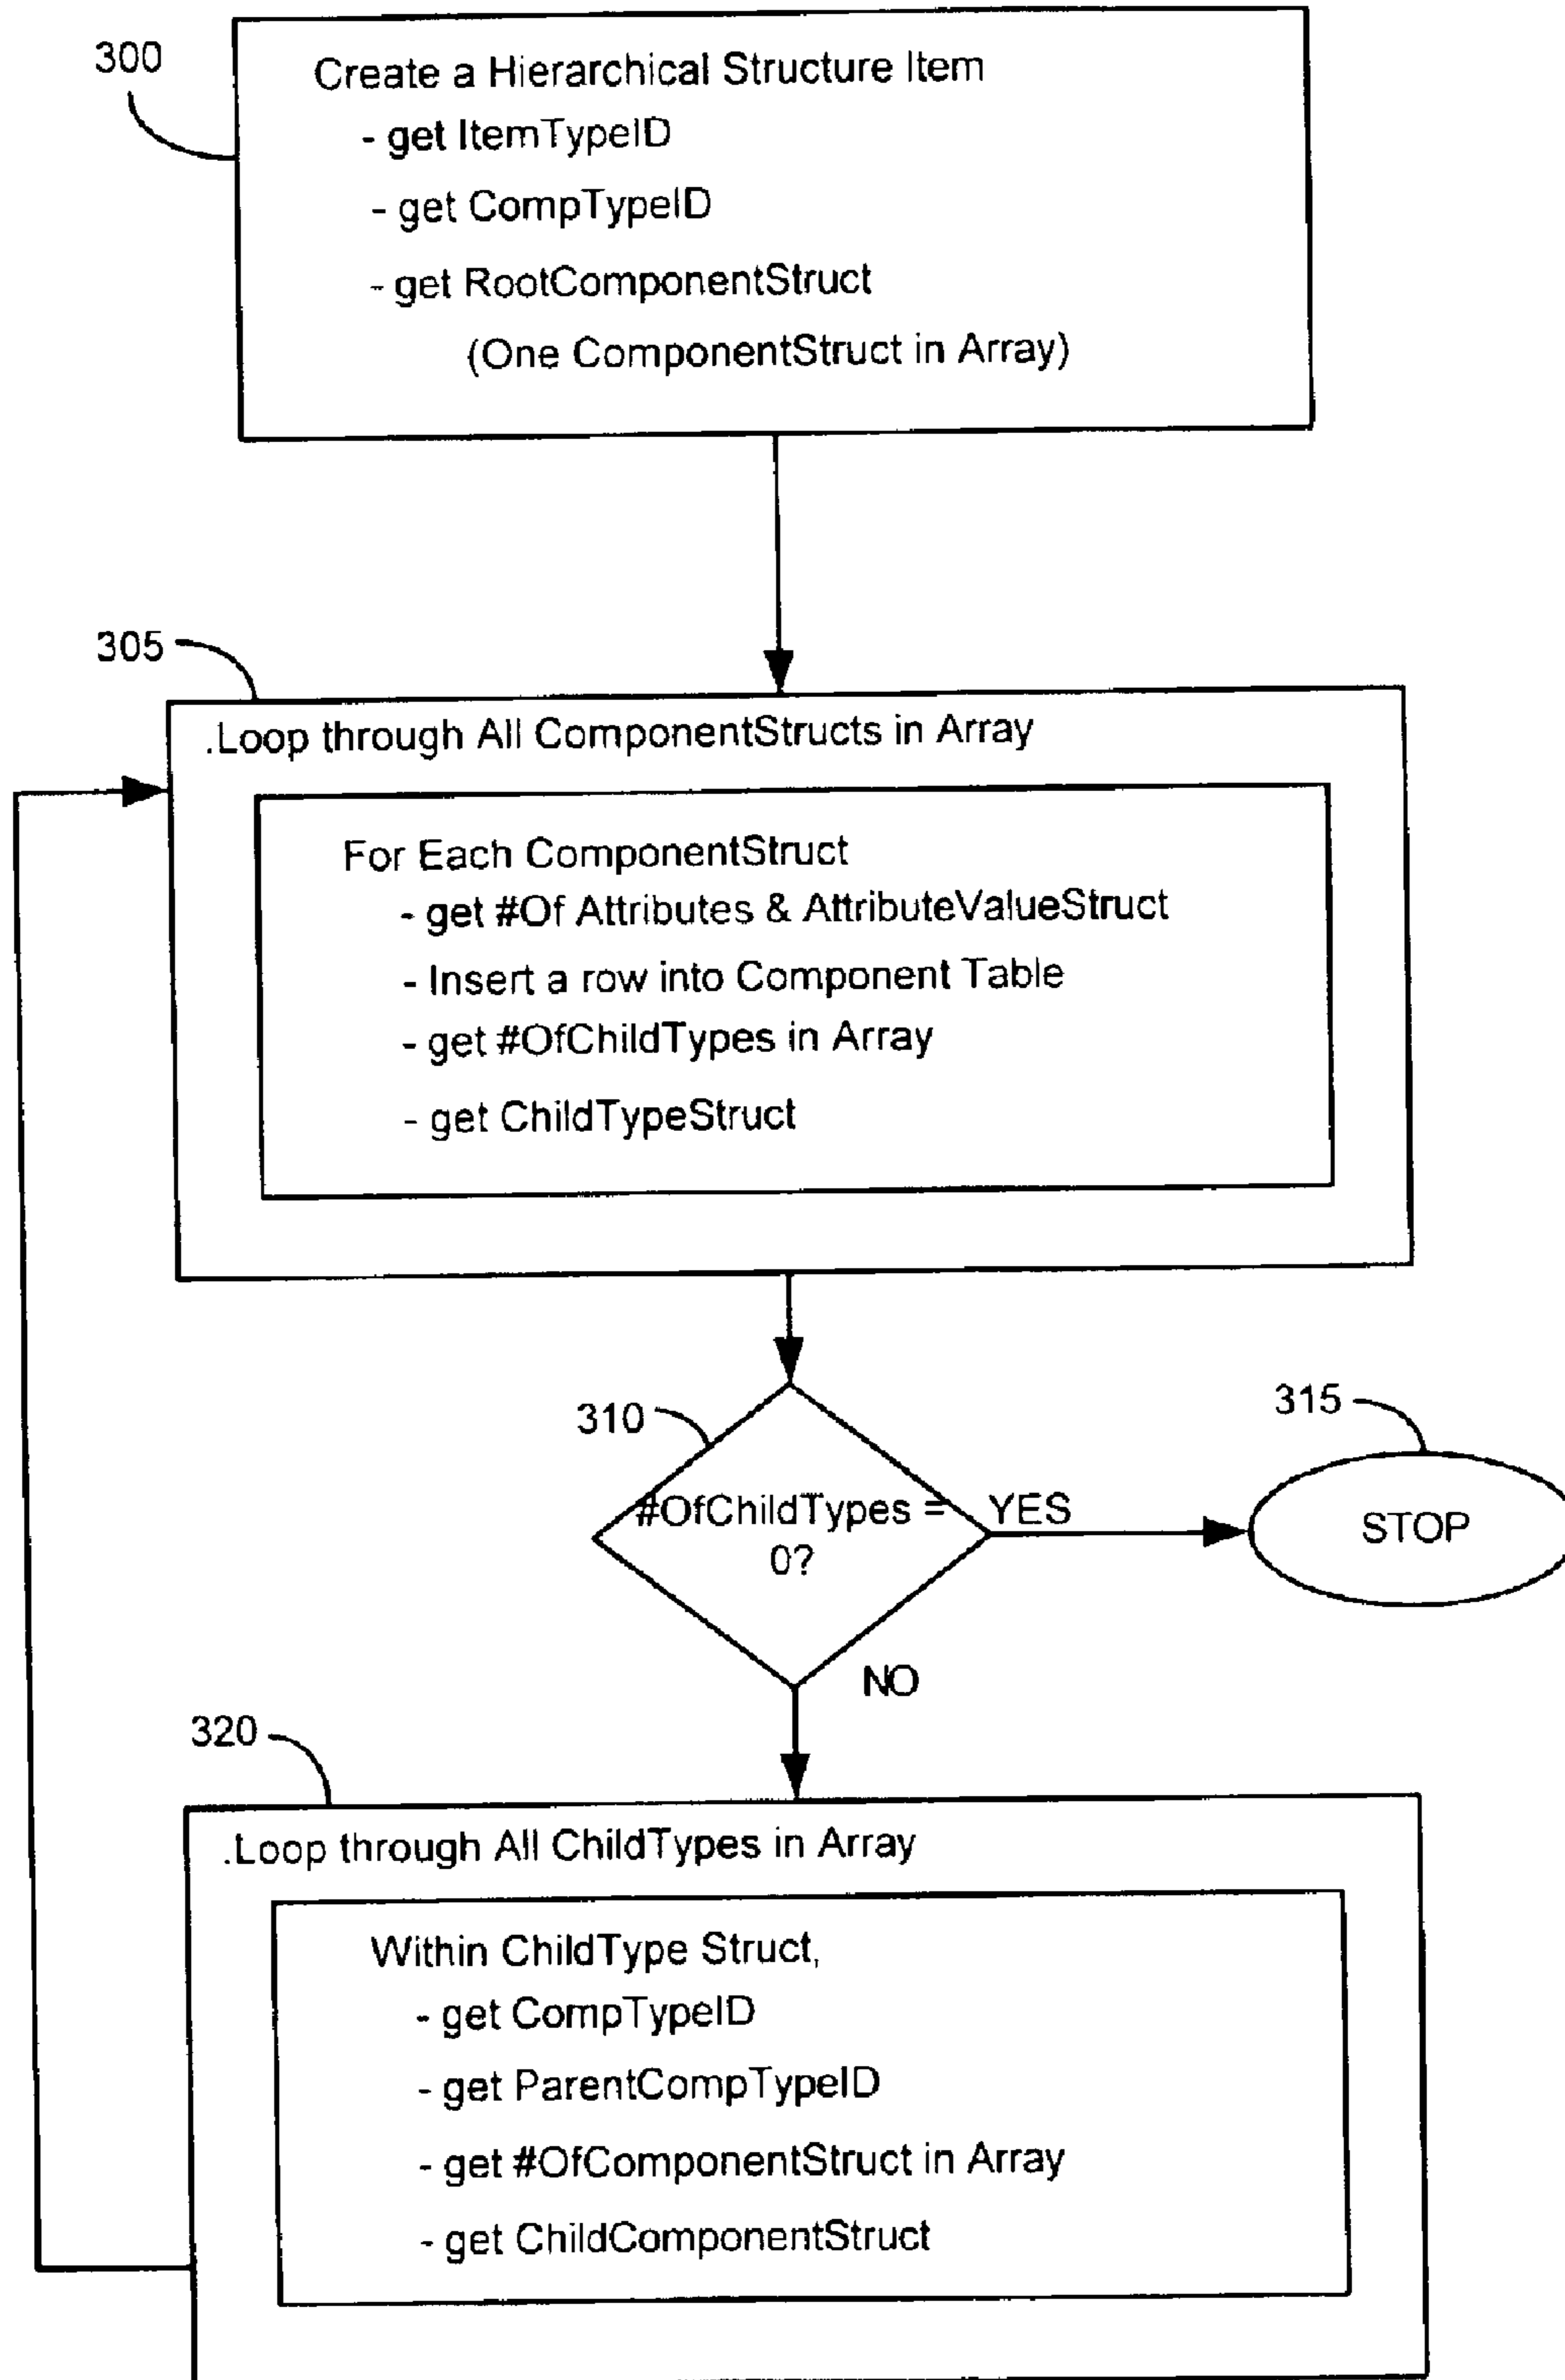 300
Create a Hierarchical Structure Item
- get ItemTypeID
- get CompTypeID
- get RootComponentStruct
(One ComponentStruct in Array)
305
.Loop through All ComponentStructs in Array
For Each ComponentStruct
- get #Of Attributes & AttributeValueStruct
- Insert a row into Component Table
- get #OfChildTypes in Array
- get ChildTypeStruct
310
315
#OfChildTypes =
0?
YES
STOP
NO
320
.Loop through All ChildTypes in Array
Within ChildType Struct,
- get CompTypeID
- get ParentCompTypeID
- get #OfComponentStruct in Array
- get ChildComponentStruct